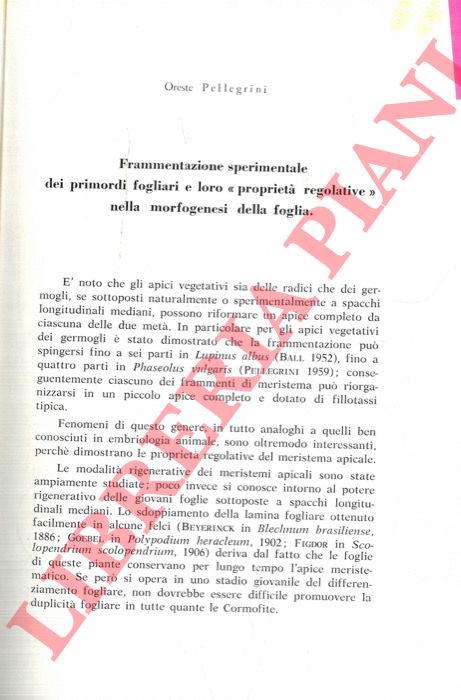 Oreste Pellegrini
Frammentazione sperimentale
dei primordi fogliari e loro « proprietà regolative »
nella morfogenesi della foglia.
E' noto che gli apici vegetativi sia delle radici che dei ger-
mogli, se sottoposti naturalmente o sperimentalmente a spacchi
longitudinali mediani, possono riformare un apice completo da
ciascuna delle due metà. In particolare per gli apici vegetativi
dei germogli è stato dimostrato che la frammentazione può
spingersi fino a sei parti in Lupinus albus (BALL 1952), fino a
quattro parti in Phaseolus vulgaris (PELLEGRINI 1959); conse-
guentemente ciascuno dei frammenti di meristema può riorga-
nizzarsi in un piccolo apice completo e dotato di fillotassi
tipica.
Fenomeni di questo genere, in tutto analoghi a quelli ben
conosciuti in embriologia animale, sono oltremodo interessanti,
perchè dimostrano le proprietà regolative del meristema apicale.
Le modalità rigenerative dei meristemi apicali sono state
ampiamente studiate; poco invece si conosce intorno al potere
rigenerativo delle giovani foglie sottoposte a spacchi longitu-
dinali mediani. Lo sdoppiamento della lamina fogliare ottenuto
facilmente in alcune felci (BEYERINCK in Blechnum brasiliense,
1886; GOEBEL in Polypodium heracleum, 1902; FIGDOR in Sco-
lopendrium scolopendrium, 1906) deriva dal fatto che le foglie
di queste piante conservano per lungo tempo l'apice meriste-
matico. Se però si opera in uno stadio giovanile del differen-
ziamento fogliare, non dovrebbe essere difficile promuovere la
duplicità fogliare in tutte quante le Cormofite.
LIBRERIA PIANI